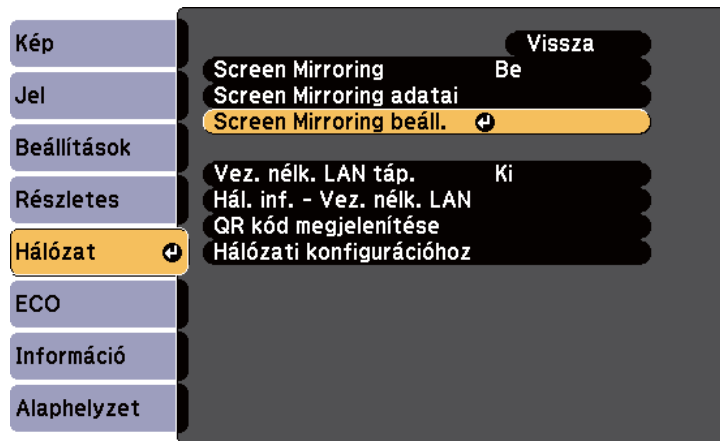 Kép
Jel
Beállítások
Részletes
Hálózat
ECO
Információ
Alaphelyzet
Vissza
Screen Mirroring Be
Screen Mirroring adatai
Screen Mirroring beáll.
Vez. nélk. LAN táp. Ki
Hál. inf. - Vez. nélk. LAN
QR kód megjelenítése
Hálózati konfigurációhoz